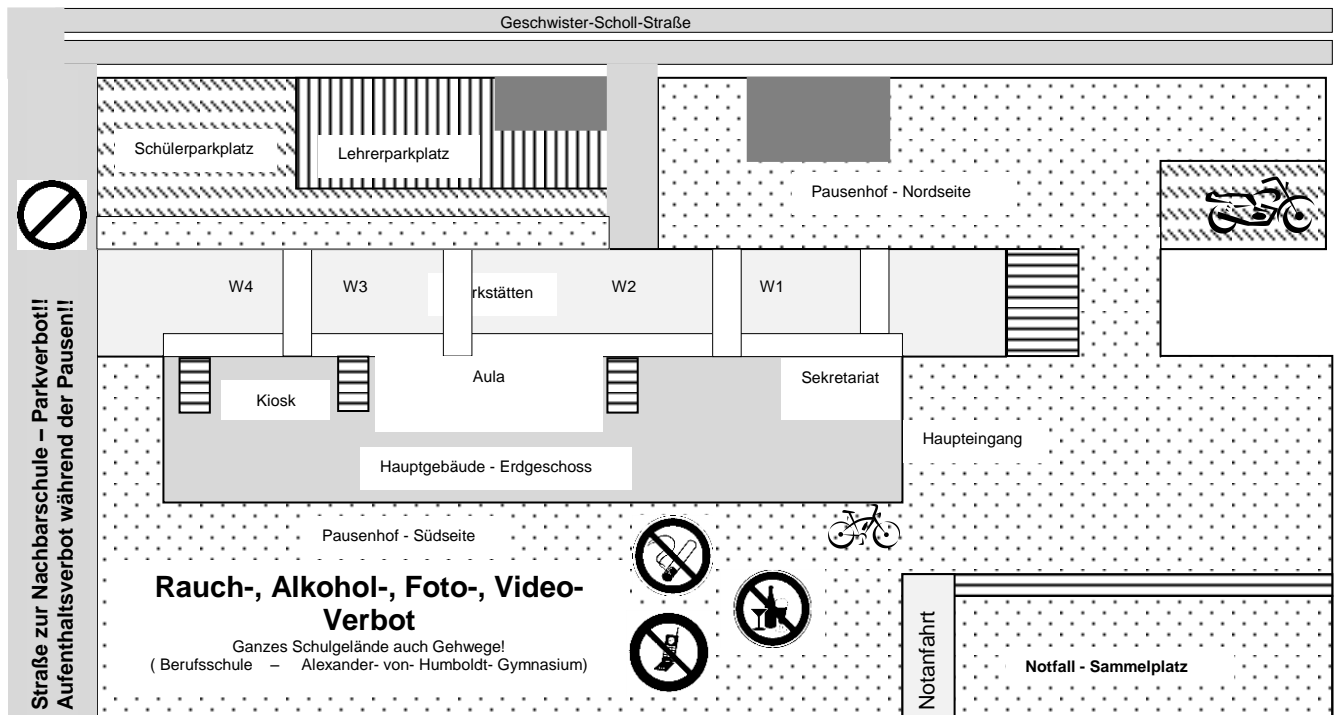 Geschwister-Scholl-Straße
Schülerparkplatz
Lehrerparkplatz
Pausenhof - Nordseite
W4
W3
rkstätten
W2
W1
Aula
Sekretariat
Kiosk
Haupteingang
Hauptgebäude - Erdgeschoss
Pausenhof - Südseite
Rauch-, Alkohol-, Foto-, Video-
Verbot
Ganzes Schulgelände auch Gehwege!
( Berufsschule – Alexander- von- Humboldt- Gymnasium)
Straße zur Nachbarschule – Parkverbot!!
Aufenthaltsverbot während der Pausen!!
Notanfahrt
Notfall - Sammelplatz